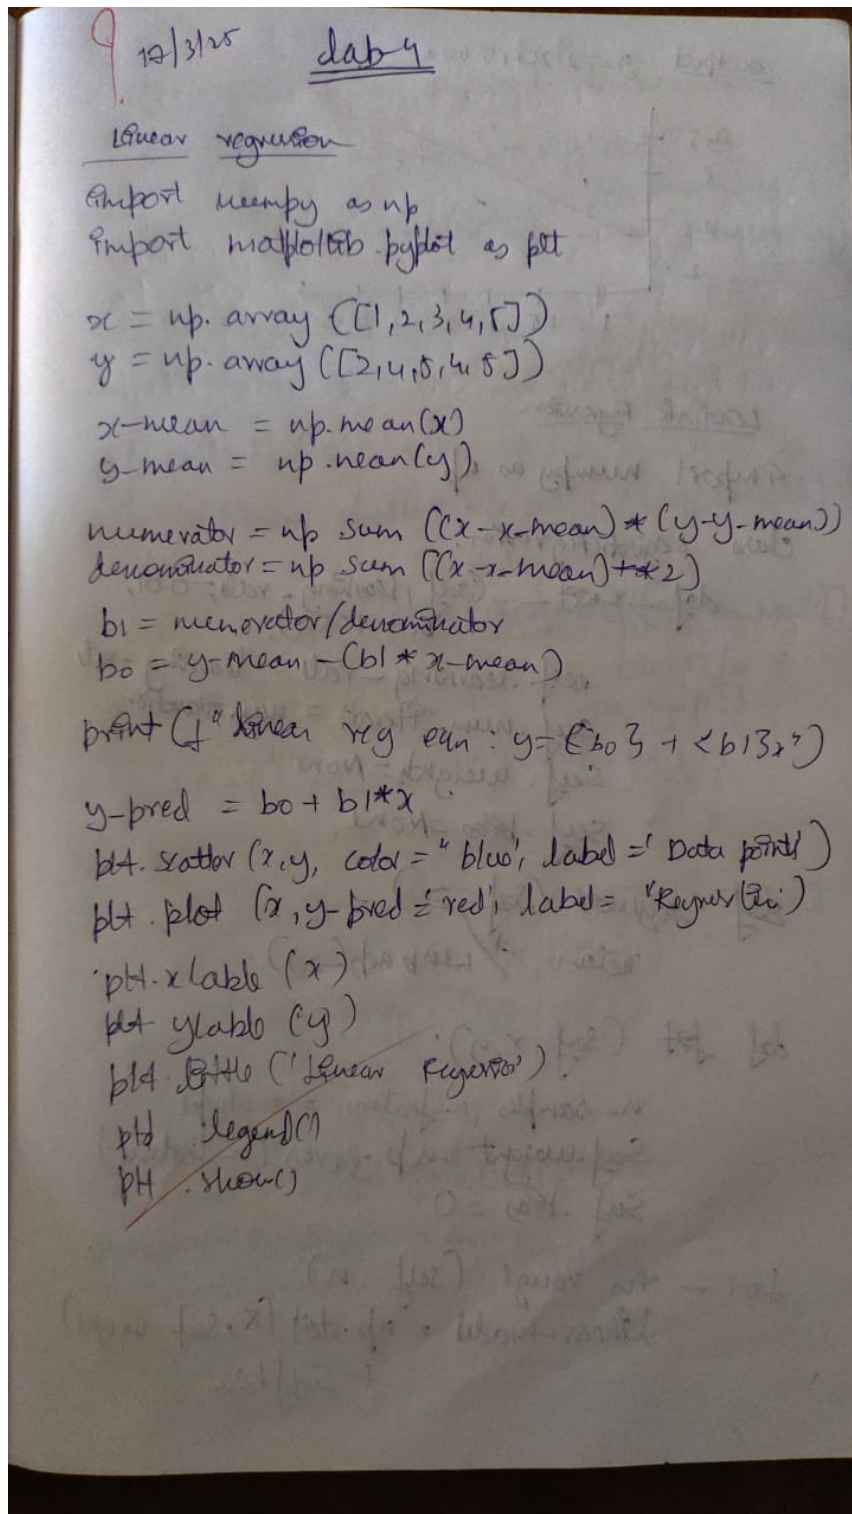 9
17/3/25
Lab-4
Linear regression
import numpy as np
import matplotlib.pyplot as plt
x = np. array ([1,2,3,4,5])
y = np. array ([2,4,5,4,5])
x-mean = np.mean(x)
y-mean = np.mean(y)
numerator = np sum ((x-x-mean)*(y-y-mean))
denominator = np sum ((x-x-mean)**2)
b1 = numerator/denominator
b0 = y-mean - (b1 * x-mean)
print (f" Linear reg eqn : y= {b0} + {b1}x")
y-pred = b0 + b1*x
plt. scatter (x,y, color = "blue", label = 'Data points')
plt. plot (x, y-pred = 'red', label =
plt.xlable (x)
plt ylable (y)
plt. title ('Linear Regression')
plt .legend()
plt .show()